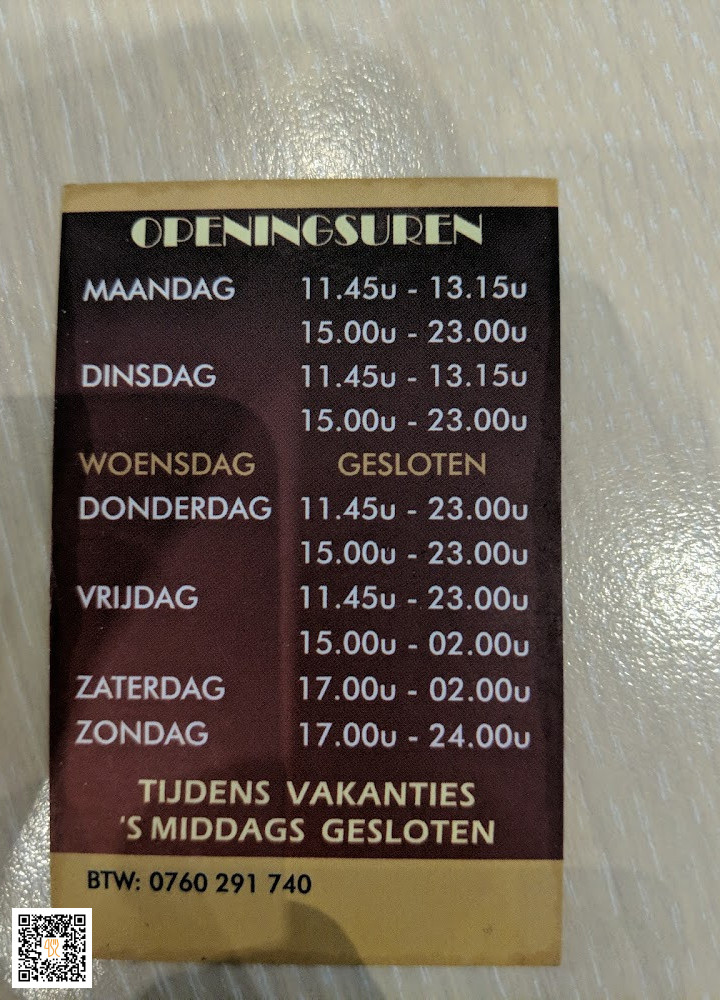 OPENINGSUREN
MAANDAG 11.45u - 13.15u
15.00u - 23.00u
DINSDAG 11.45u - 13.15u
15.00u - 23.00u
WOENSDAG GESLOTEN
DONDERDAG 11.45u - 23.00u
15.00u - 23.00u
VRIJDAG 11.45u - 23.00u
15.00u - 02.00u
ZATERDAG 17.00u - 02.00u
ZONDAG 17.00u - 24.00u
TIJDENS VAKANTIES
'S MIDDAGS GESLOTEN
BTW: 0760 291 740